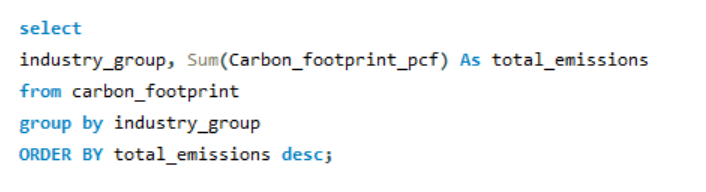 select
industry_group, Sum(Carbon_footprint_pcf) As total_emissions
from carbon_footprint
group by industry_group
ORDER BY total_emissions desc;